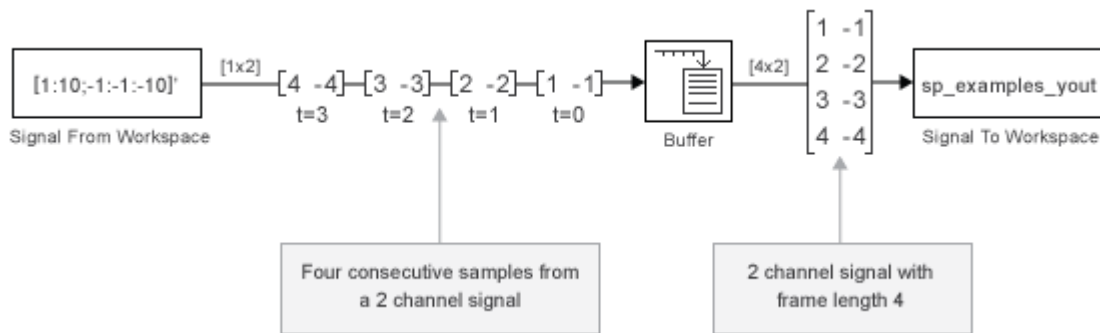 [1:10;-1:-1:-10]'
Signal From Workspace
[1x2]
[4 -4] [3 -3] [2 -2] [1 -1]
t=3 t=2 t=1 t=0
Buffer
[4x2]
1 -1
2 -2
3 -3
4 -4
sp_examples_yout
Signal To Workspace
Four consecutive samples from
a 2 channel signal
2 channel signal with
frame length 4